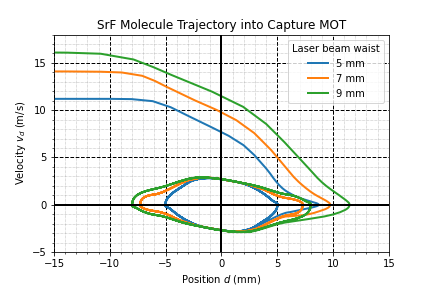 SrF Molecule Trajectory into Capture MOT
Laser beam waist
5 mm
7 mm
9 mm
Velocity v_d (m/s)
15
10
5
0
−5
−15
−10
−5
0
5
10
15
Position d (mm)